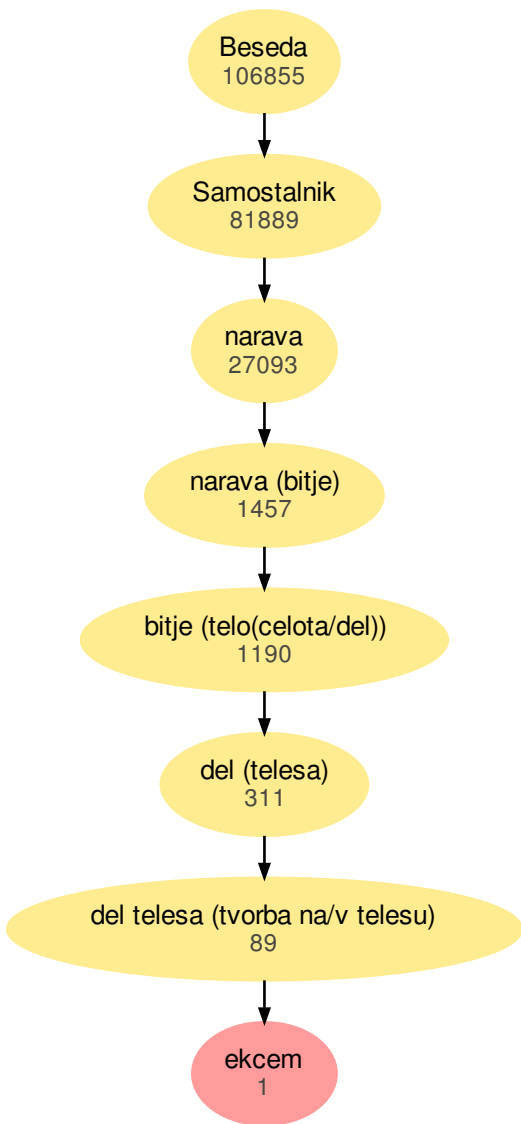 Beseda
106855
Samostalnik
81889
narava
27093
narava (bitje)
1457
bitje (telo(celota/del))
1190
del (telesa)
311
del telesa (tvorba na/v telesu)
89
ekcem
1